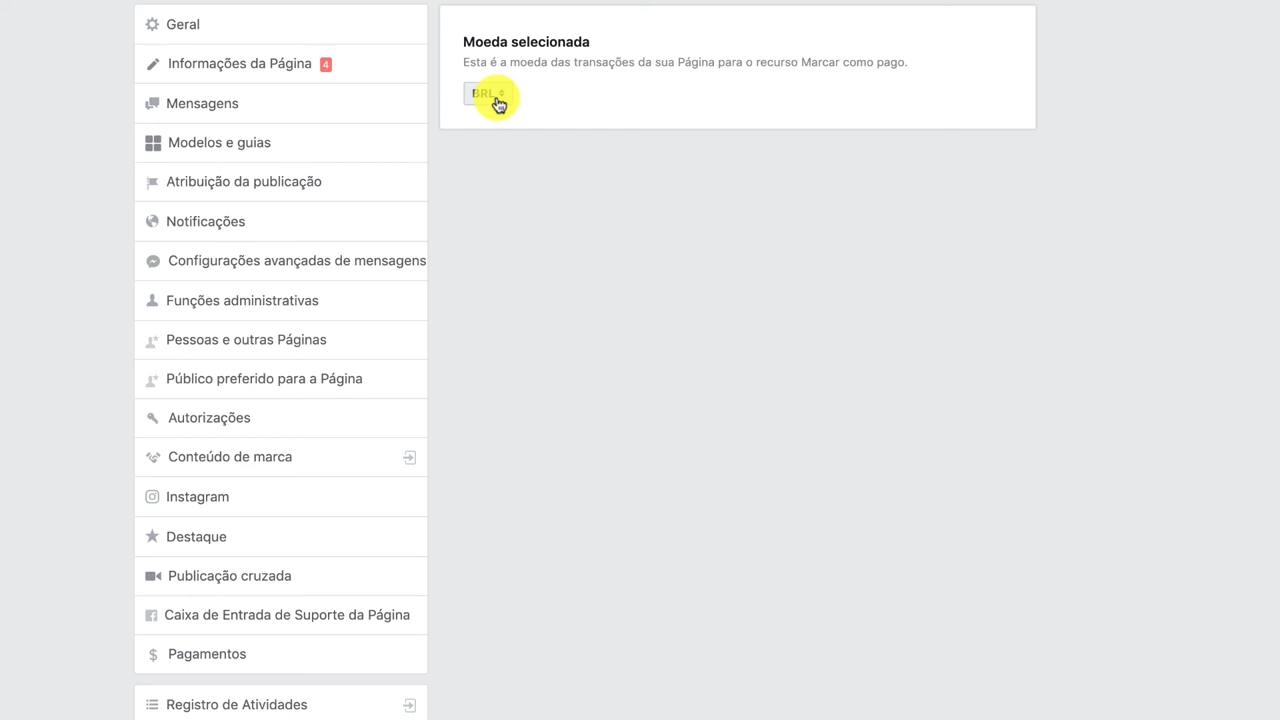 Geral
Informações da Página 4
Mensagens
Modelos e guias
Atribuição da publicação
Notificações
Configurações avançadas de mensagens
Funções administrativas
Pessoas e outras Páginas
Público preferido para a Página
Autorizações
Conteúdo de marca
Instagram
Destaque
Publicação cruzada
Caixa de Entrada de Suporte da Página
Pagamentos
Registro de Atividades
Moeda selecionada
Esta é a moeda das transações da sua Página para o recurso Marcar como pago.
BRL